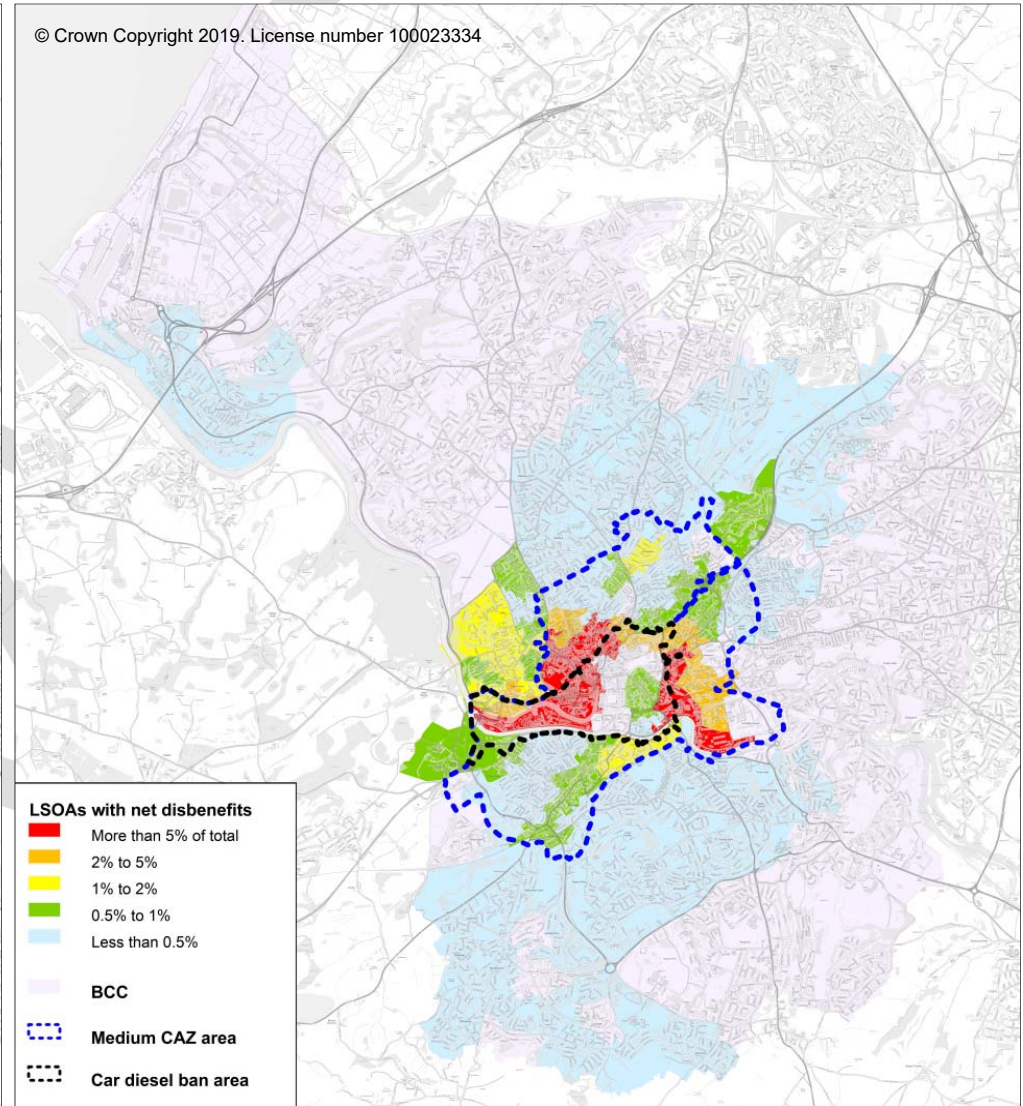 © Crown Copyright 2019. License number 100023334
LSOAs with net disbenefits
More than 5% of total
2% to 5%
1% to 2%
0.5% to 1%
Less than 0.5%
BCC
Medium CAZ area
Car diesel ban area